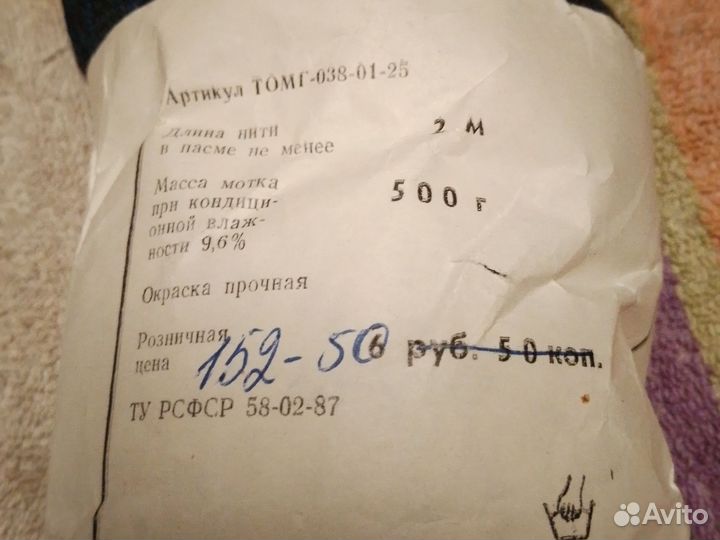 Артикул ТОМГ-038-01-25
Длина нити
в пасме не менее 2 М
Масса мотка
при кондици-
онной влаж-
ности 9,6% 500 г
Окраска прочная
Розничная
цена 152-50 6 руб. 50 коп.
ТУ РСФСР 58-02-87
Avito